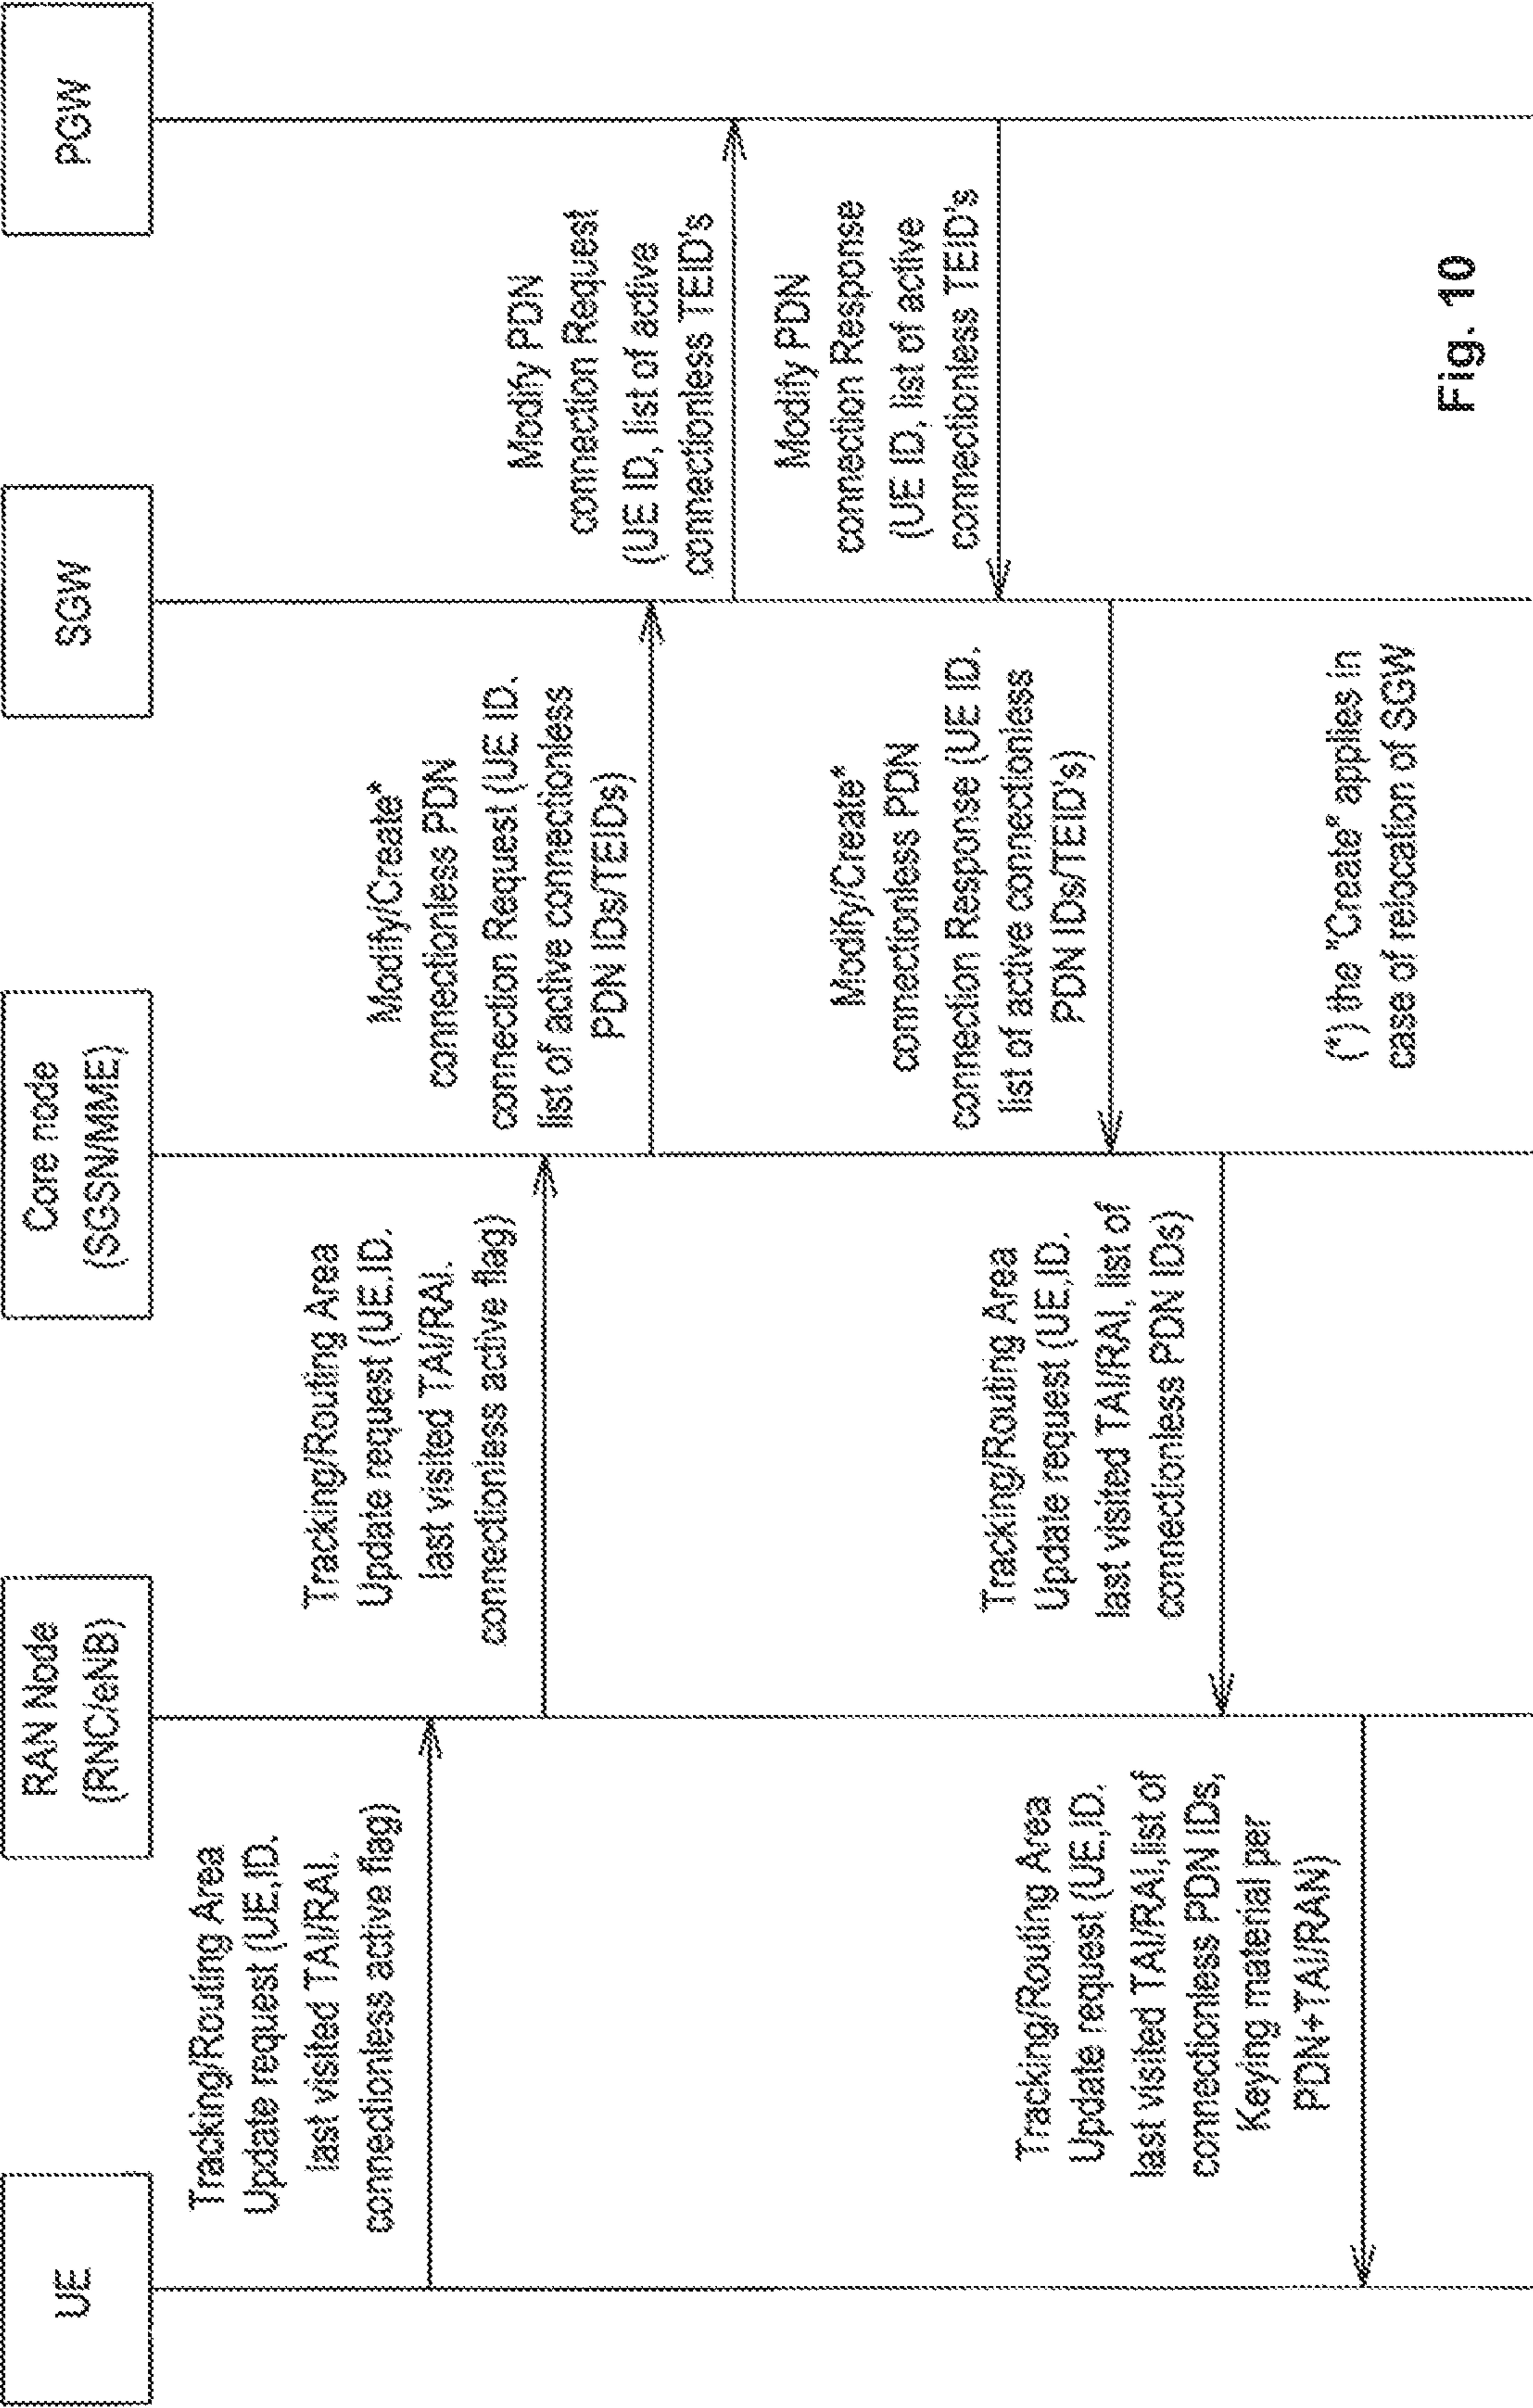 UE
RAN Node
(RNC/eNB)
Core node
(SGSN/MME)
SGW
PGW
Tracking/Routing Area
Update request (UE,ID.
last visited TAI/RAI.
connectionless active flag)
Tracking/Routing Area
Update request (UE,ID.
last visited TAI/RAI.
connectionless active flag)
Modify/Create*
connectionless PDN
connection Request (UE ID.
list of active connectionless
PDN IDs/TEIDs)
Modify PDN
connection Request
(UE ID, list of active
connectionless TEID's
Modify PDN
connection Response
(UE ID, list of active
connectionless TEID's
Modify/Create*
connectionless PDN
connection Response (UE ID.
list of active connectionless
PDN IDs/TEID's)
Tracking/Routing Area
Update request (UE,ID.
last visited TAI/RAI, list of
connectionless PDN IDs)
Tracking/Routing Area
Update request (UE,ID.
last visited TAI/RAI,list of
connectionless PDN IDs,
Keying material per
PDN+TAI/RAN)
(*) the "Create" applies in
case of relocation of SGW
Fig. 10